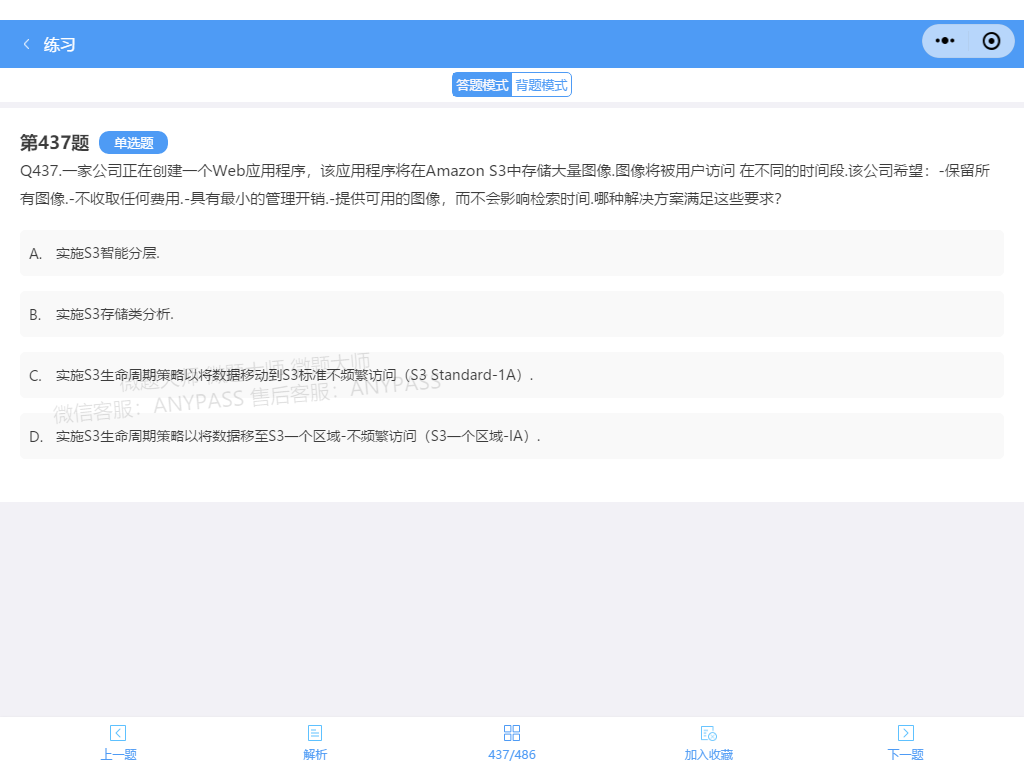 练习
答题模式 背题模式
第437题 单选题
Q437.一家公司正在创建一个Web应用程序，该应用程序将在Amazon S3中存储大量图像.图像将被用户访问 在不同的时间段.该公司希望：-保留所
有图像.-不收取任何费用.-具有最小的管理开销.-提供可用的图像，而不会影响检索时间.哪种解决方案满足这些要求？
A. 实施S3智能分层.
B. 实施S3存储类分析.
微题大师 微题大师 微题大师
C. 实施S3生命周期策略以将数据移动到S3标准不频繁访问（S3 Standard-1A）.
微信客服：ANYPASS 售后客服：ANYPASS
D. 实施S3生命周期策略以将数据移至S3一个区域-不频繁访问（S3一个区域-IA）.
上一题 解析 437/486 加入收藏 下一题